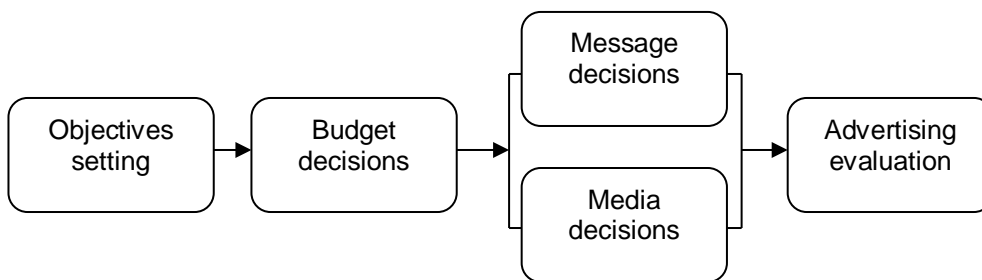 Objectives
setting
Budget
decisions
Message
decisions
Media
decisions
Advertising
evaluation